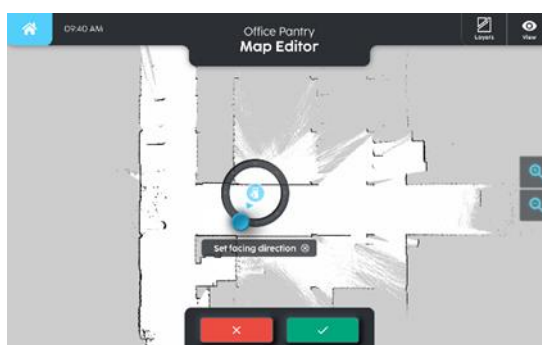 09:40 AM
Office Pantry
Map Editor
Layers
View
Set facing direction